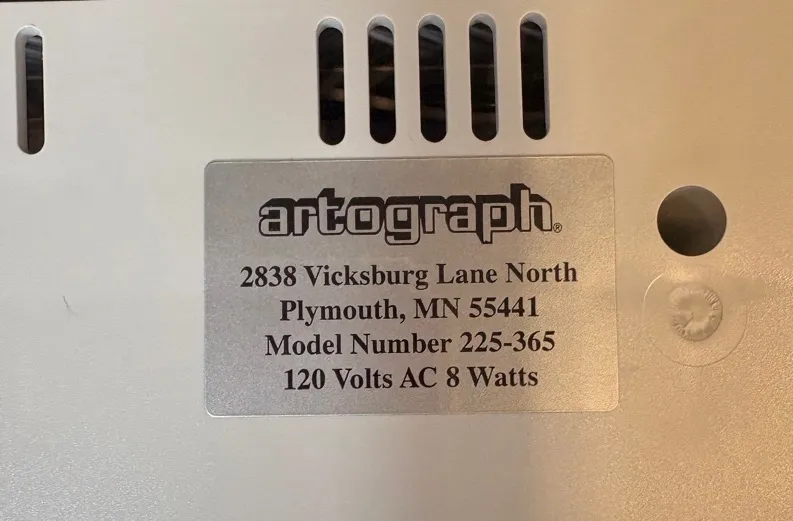 artograph®
2838 Vicksburg Lane North
Plymouth, MN 55441
Model Number 225-365
120 Volts AC 8 Watts